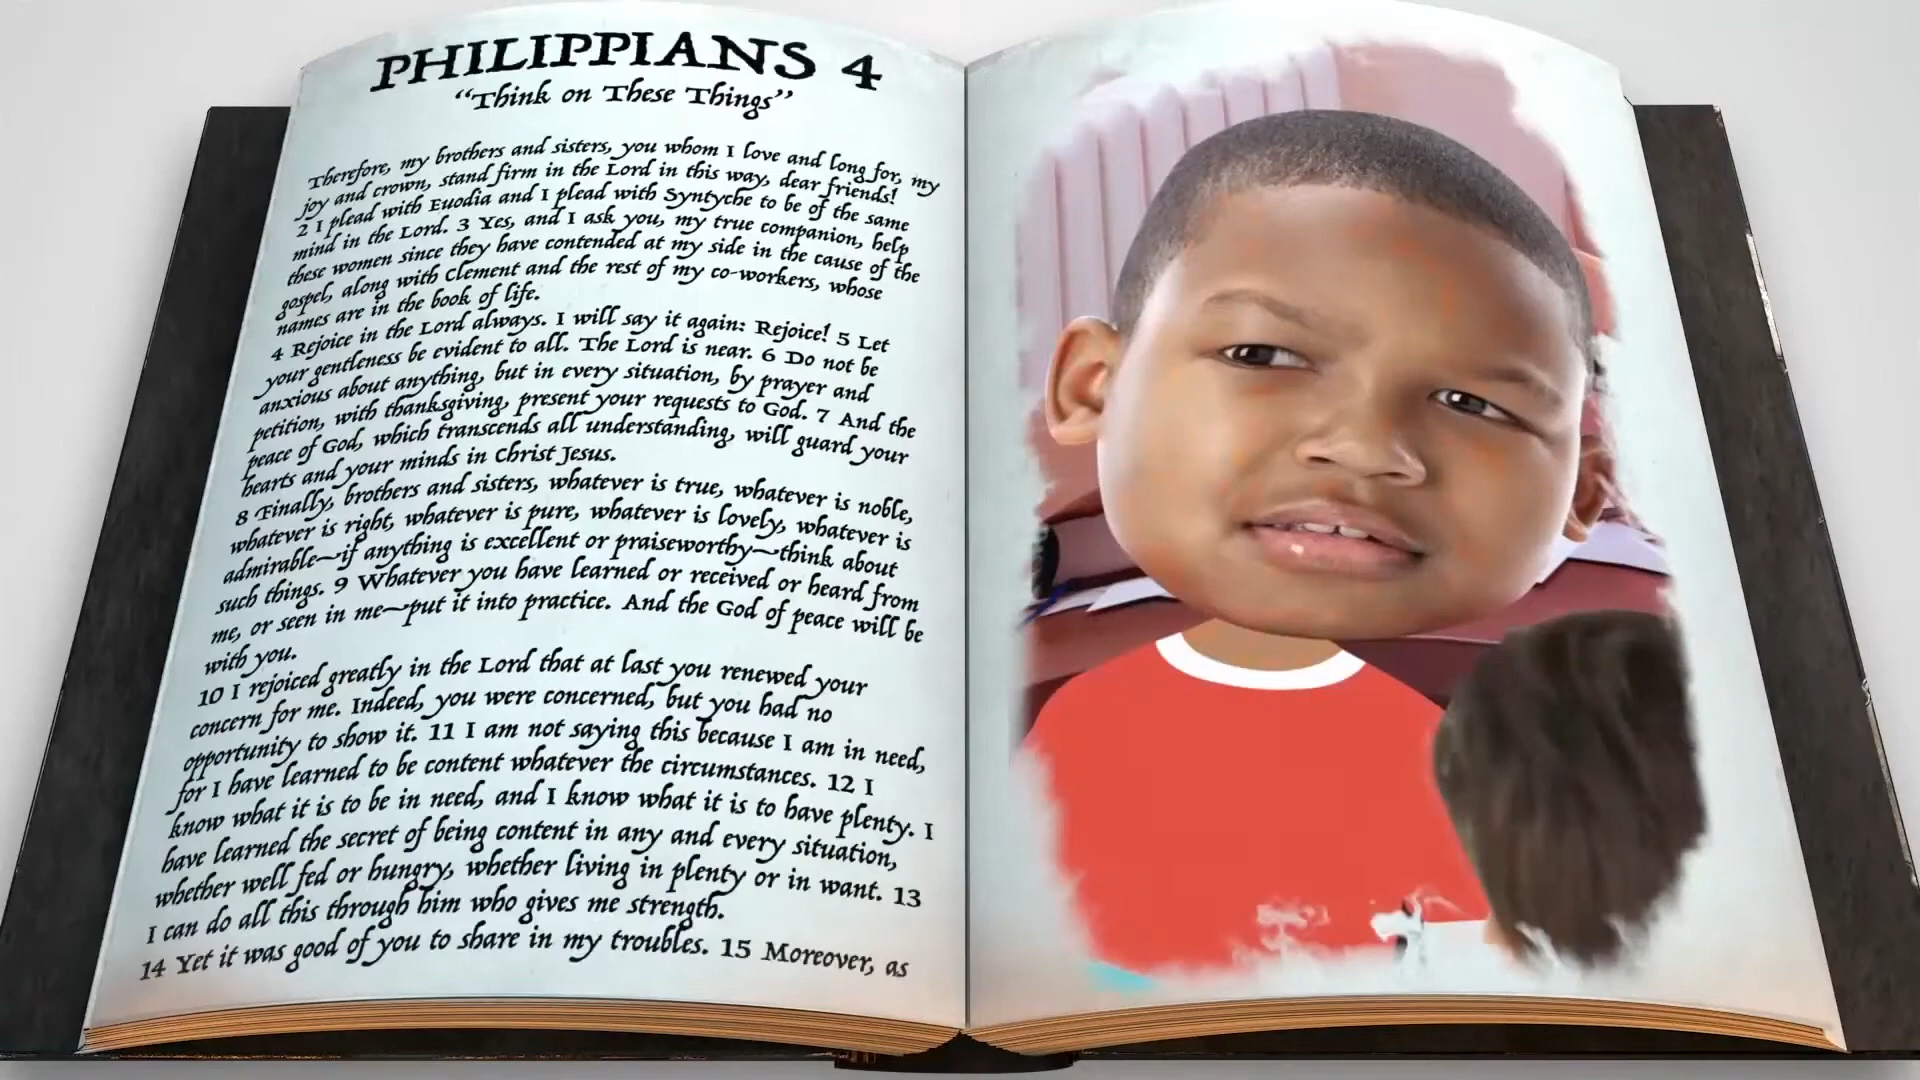 PHILIPPIANS 4
“Think on These Things”
Therefore, my brothers and sisters, you whom I love and long for, my
joy and crown, stand firm in the Lord in this way, dear friends!
2 I plead with Euodia and I plead with Syntyche to be of the same
mind in the Lord. 3 Yes, and I ask you, my true companion, help
these women since they have contended at my side in the cause of the
gospel, along with Clement and the rest of my co-workers, whose
names are in the book of life.
4 Rejoice in the Lord always. I will say it again: Rejoice! 5 Let
your gentleness be evident to all. The Lord is near. 6 Do not be
anxious about anything, but in every situation, by prayer and
petition, with thanksgiving, present your requests to God. 7 And the
peace of God, which transcends all understanding, will guard your
hearts and your minds in Christ Jesus.
8 Finally, brothers and sisters, whatever is true, whatever is noble,
whatever is right, whatever is pure, whatever is lovely, whatever is
admirable—if anything is excellent or praiseworthy—think about
such things. 9 Whatever you have learned or received or heard from
me, or seen in me—put it into practice. And the God of peace will be
with you.
10 I rejoiced greatly in the Lord that at last you renewed your
concern for me. Indeed, you were concerned, but you had no
opportunity to show it. 11 I am not saying this because I am in need,
for I have learned to be content whatever the circumstances. 12 I
know what it is to be in need, and I know what it is to have plenty. I
have learned the secret of being content in any and every situation,
whether well fed or hungry, whether living in plenty or in want. 13
I can do all this through him who gives me strength.
14 Yet it was good of you to share in my troubles. 15 Moreover, as